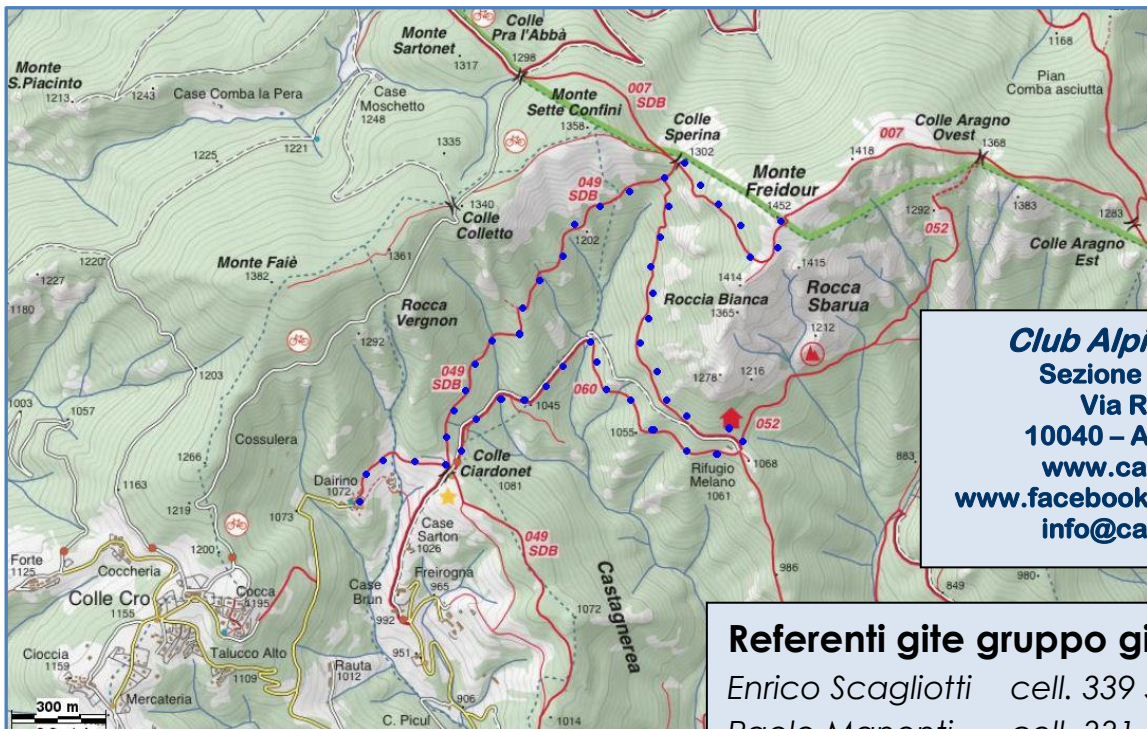 Colle
Pra l'Abbà
1298
Monte
Sartonet
1317
Monte
S.Piacinto
1213
1243
Case Comba la Pera
Case
Moschetto
1248
1221
1225
1335
Monte
Sette Confini
1358
007
SDB
Colle
Sperina
1302
1168
Pian
Comba asciutta
007
1418
Colle Aragno
Ovest
1368
Monte
Freidour
1452
049
SDB
1340
Colle
Colletto
1202
1292
052
1383
1283
Colle Aragno
Est
1220
Monte Faiè
1382
1361
1227
1180
1414
1415
Roccia Bianca
1365
Rocca
Sbarua
1212
Rocca
Vergnon
1292
1203
049
SDB
060
1045
1278
1216
1003
1057
Cossulera
1266
1055
052
Rifugio
Melano
1061
1068
883
Colle
Ciardonet
1081
Dairino
1072
1163
1219
1073
Case
Sarton
1026
049
SDB
1200
Forte
1125
Coccheria
Colle Cro
1155
Cocca
1195
Case
Brun
992
Freirogna
965
Castagnerea
986
849
980
1072
Cioccia
1159
Talucco Alto
1109
Rauta
1012
951
906
Mercateria
C. Picul
1014
300 m
Club Alpi
Sezione
Via R
10040 – A
www.ca
www.facebook
info@ca
Referenti gite gruppo gi
Enrico Scagliotti cell. 339